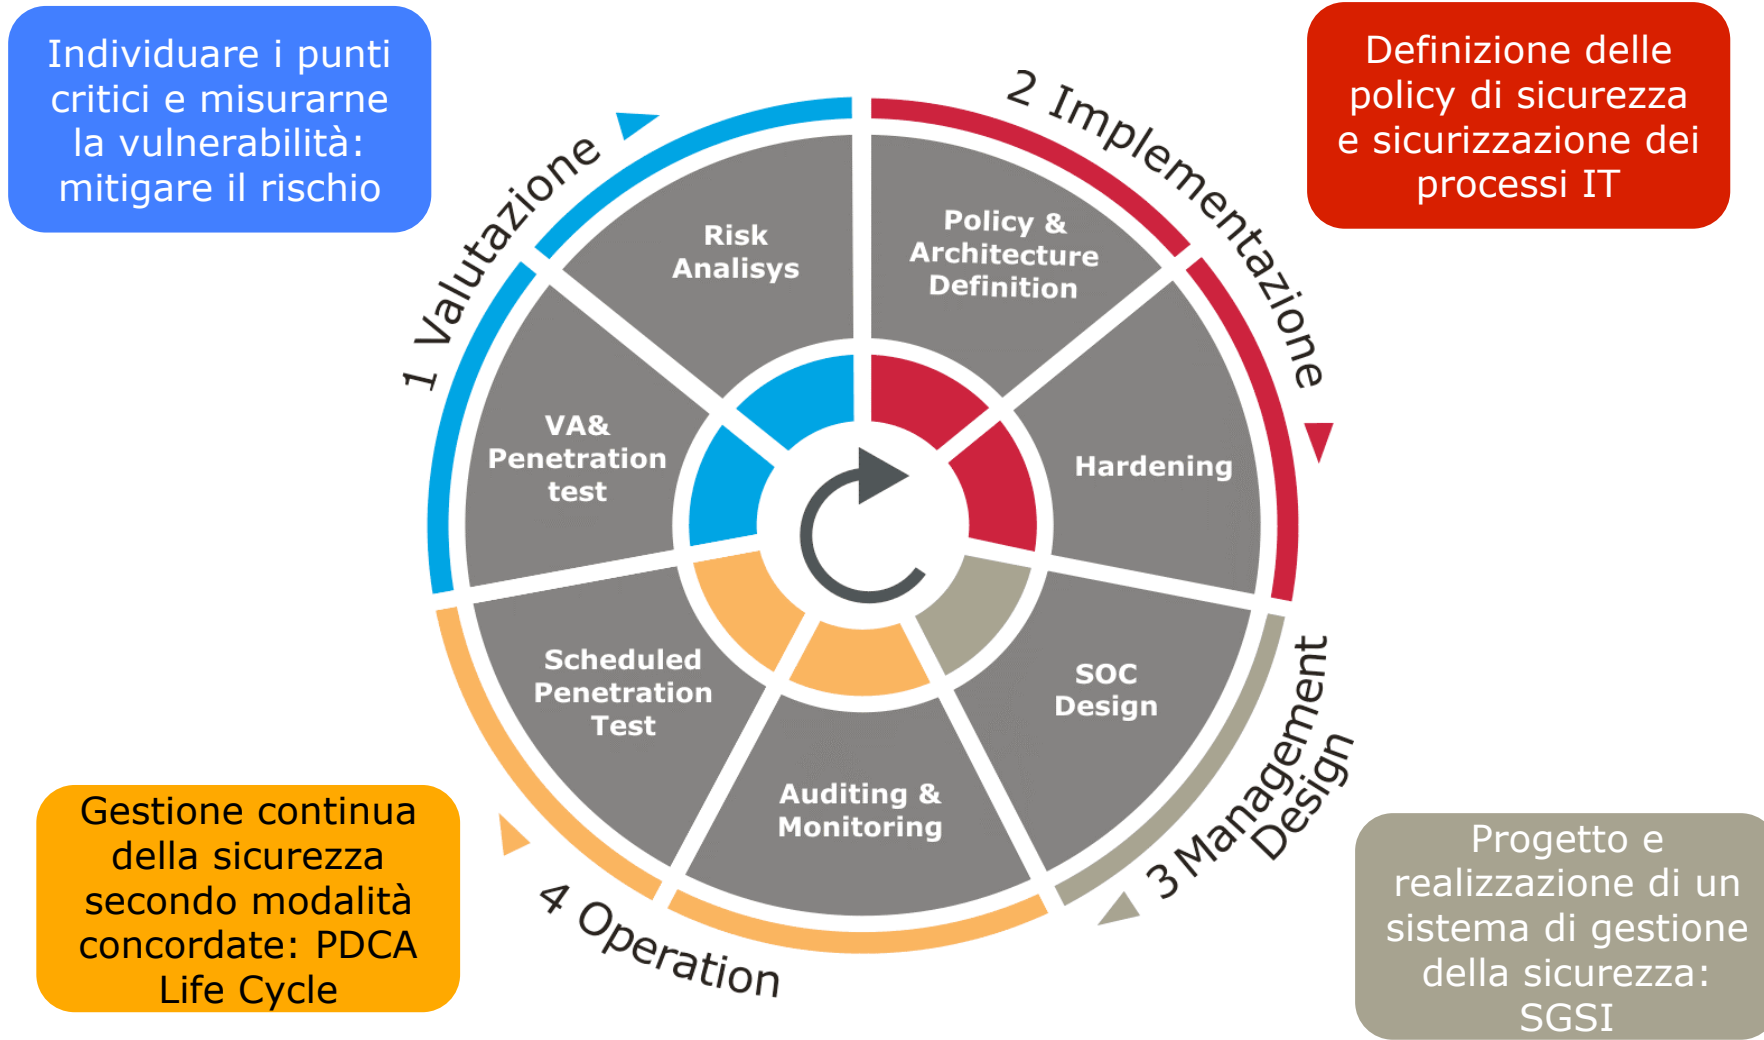 Individuare i punti
critici e misurarne
la vulnerabilità:
mitigare il rischio
Definizione delle
policy di sicurezza
e sicurizzazione dei
processi IT
1 Valutazione
2 Implementazione
Risk
Analisys
Policy &
Architecture
Definition
VA&
Penetration
test
Hardening
Scheduled
Penetration
Test
SOC
Design
Auditing &
Monitoring
3 Management
Design
4 Operation
Gestione continua
della sicurezza
secondo modalità
concordate: PDCA
Life Cycle
Progetto e
realizzazione di un
sistema di gestione
della sicurezza:
SGSI